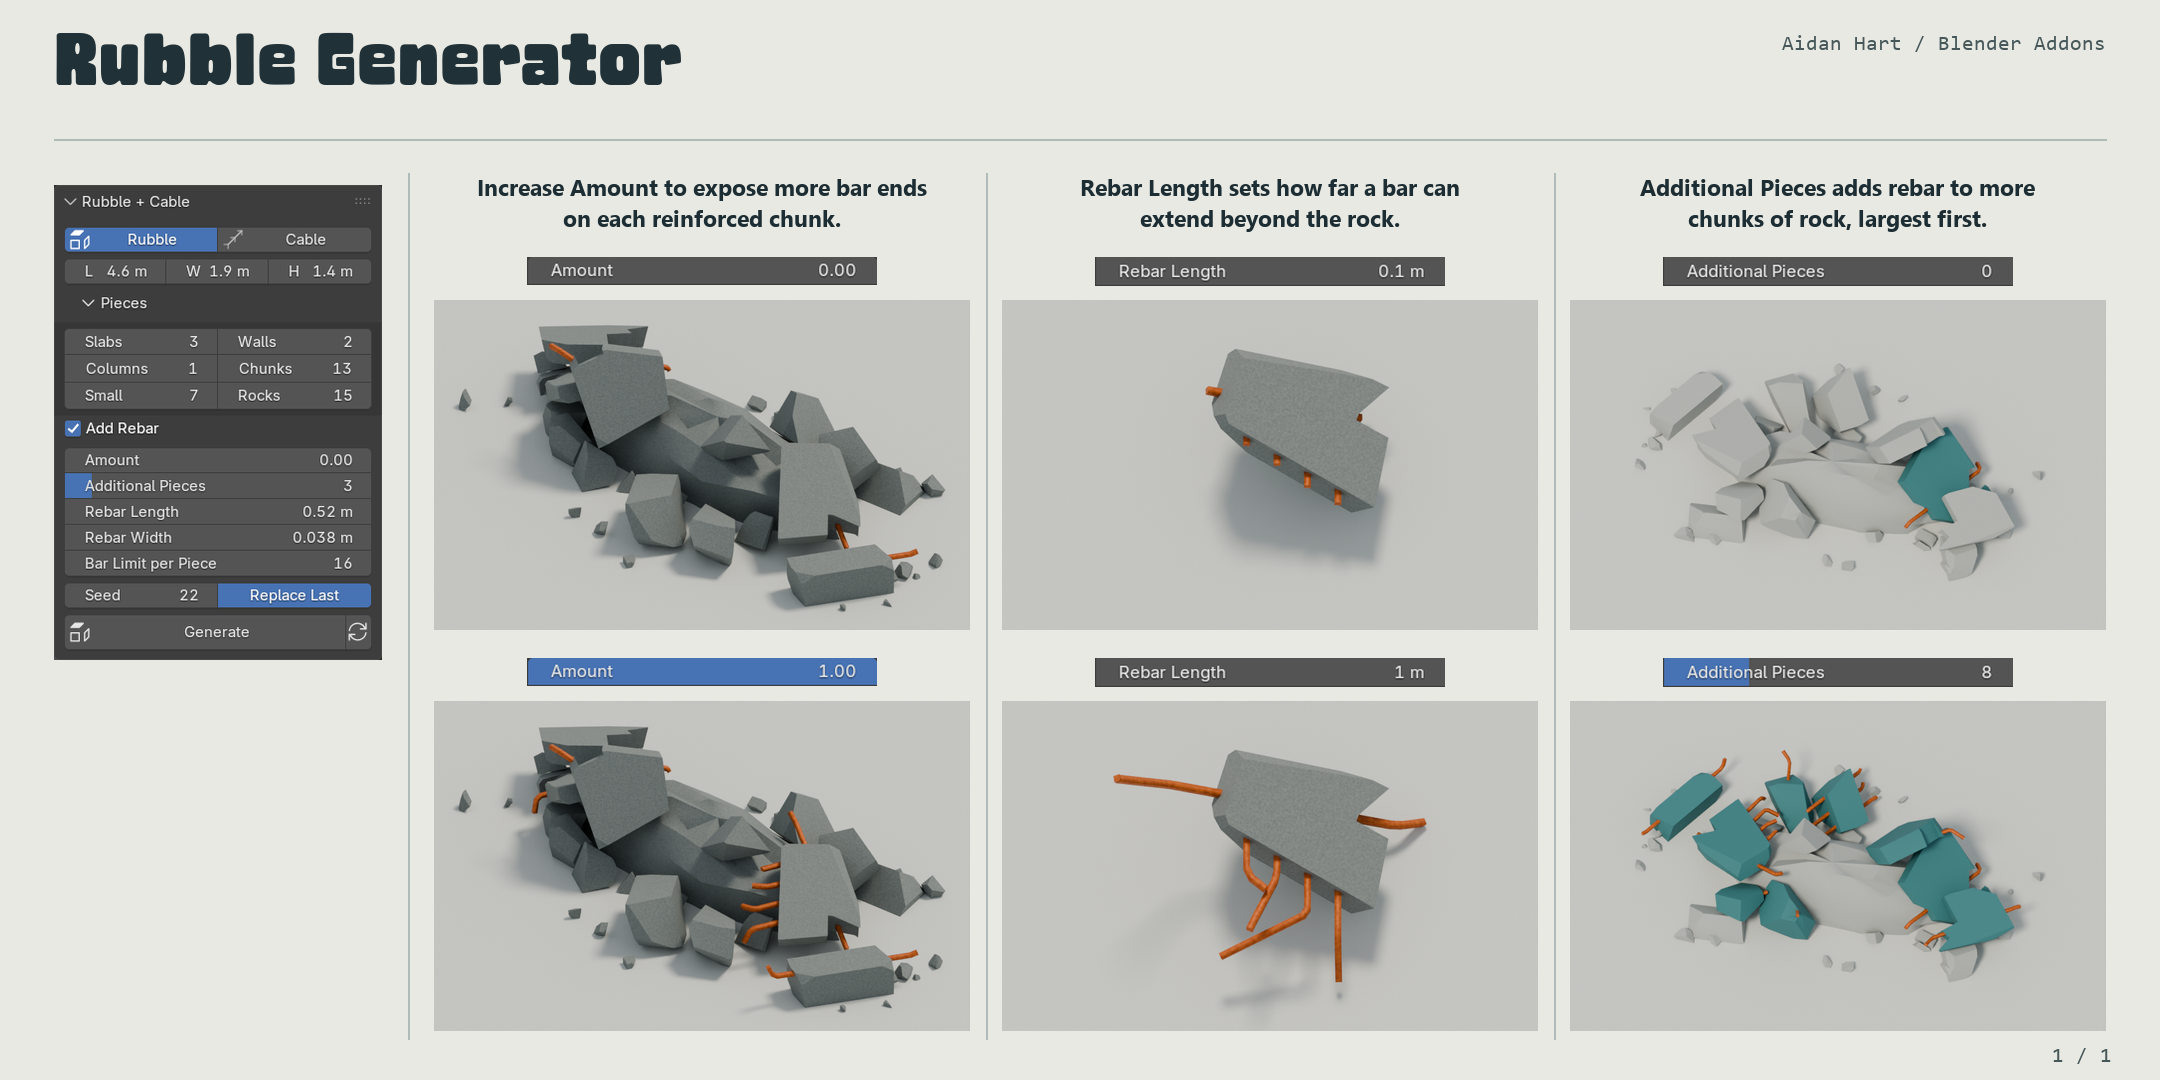 Rubble Generator
Aidan Hart / Blender Addons
Rubble + Cable
Rubble Cable
L 4.6 m W 1.9 m H 1.4 m
Pieces
Slabs 3 Walls 2
Columns 1 Chunks 13
Small 7 Rocks 15
Add Rebar
Amount 0.00
Additional Pieces 3
Rebar Length 0.52 m
Rebar Width 0.038 m
Bar Limit per Piece 16
Seed 22 Replace Last
Generate
Increase Amount to expose more bar ends
on each reinforced chunk.
Amount 0.00
Amount 1.00
Rebar Length sets how far a bar can
extend beyond the rock.
Rebar Length 0.1 m
Rebar Length 1 m
Additional Pieces adds rebar to more
chunks of rock, largest first.
Additional Pieces 0
Additional Pieces 8
1 / 1